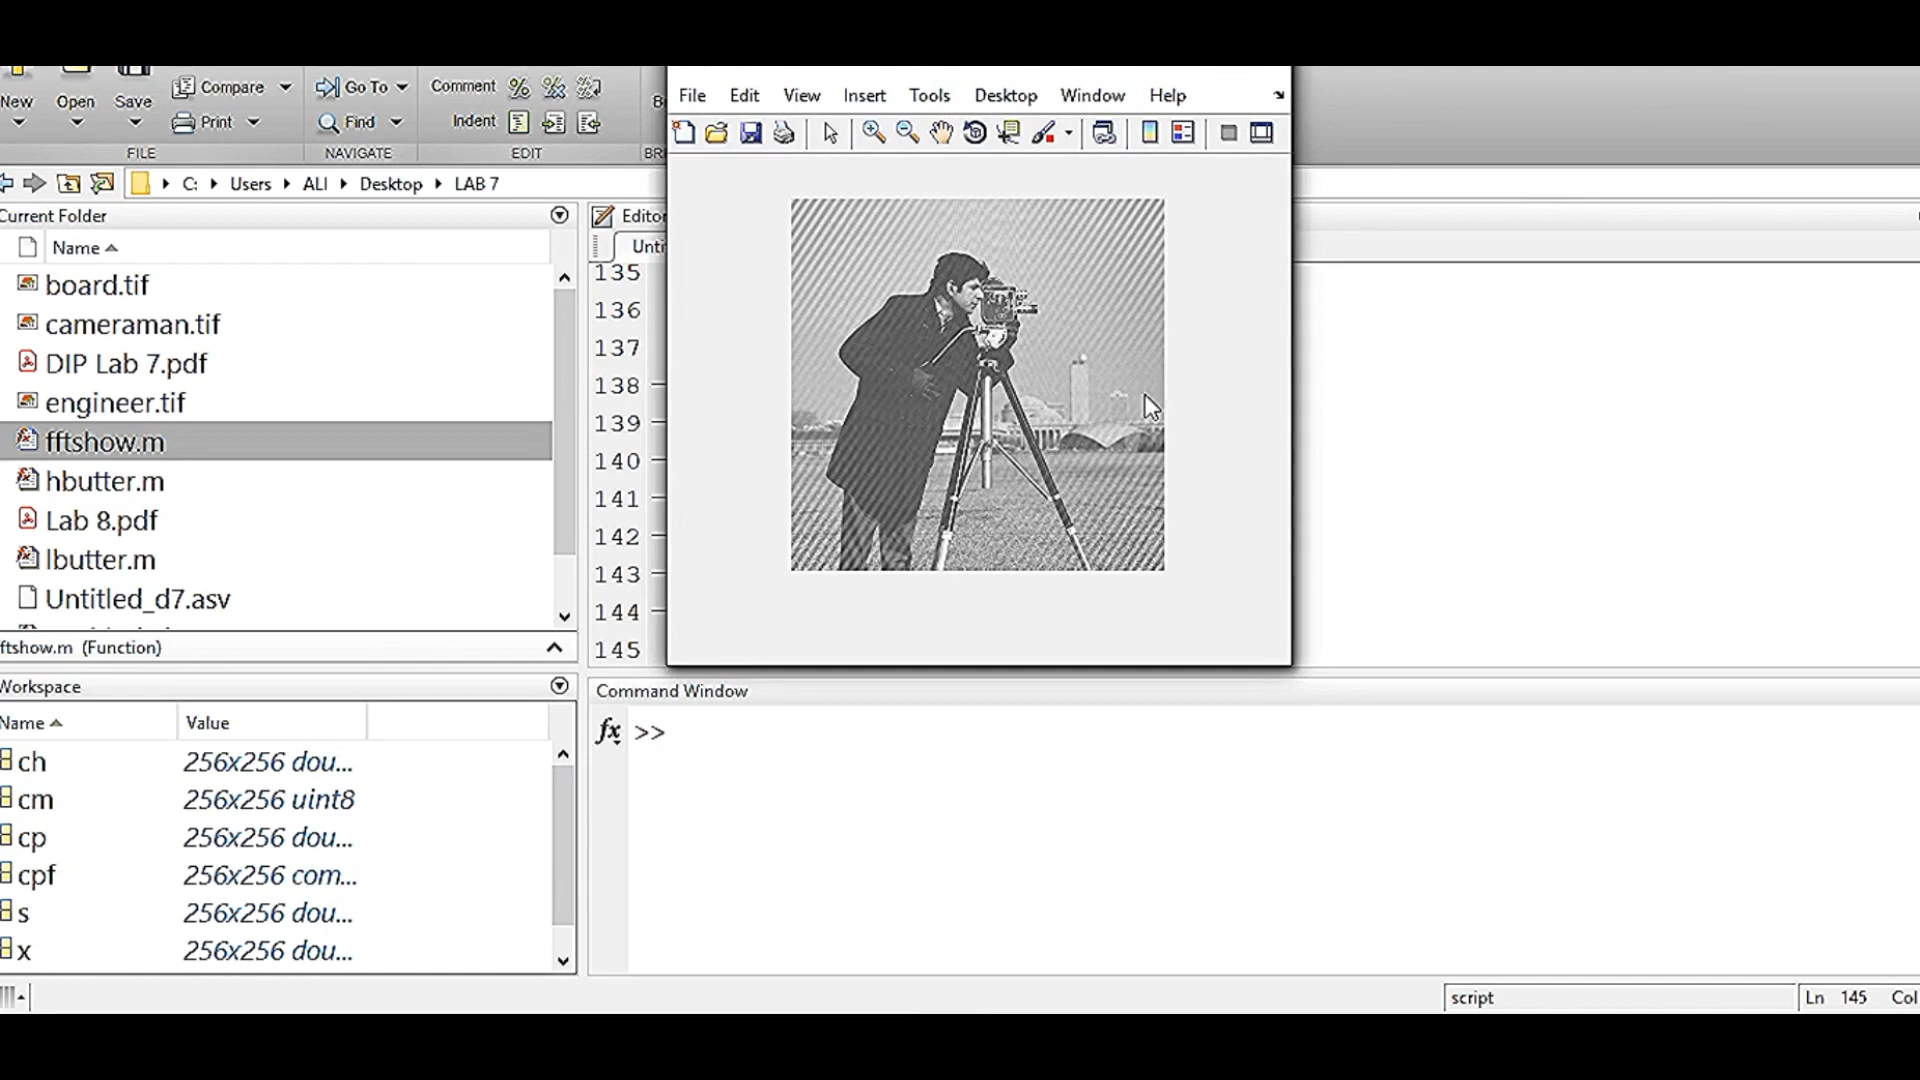 File Edit View Insert Tools Desktop Window Help
New Open Save Compare Print Go To Find Comment Indent
FILE NAVIGATE EDIT
C: Users ALI Desktop LAB 7
Current Folder
Name
board.tif
cameraman.tif
DIP Lab 7.pdf
engineer.tif
fftshow.m
hbutter.m
Lab 8.pdf
lbutter.m
Untitled_d7.asv
ftshow.m (Function)
Workspace
Name Value
ch 256x256 dou...
cm 256x256 uint8
cp 256x256 dou...
cpf 256x256 com...
s 256x256 dou...
x 256x256 dou...
Editor
Unti
135
136
137
138
139
140
141
142
143
144
145
Command Window
fx >>
script Ln 145 Col